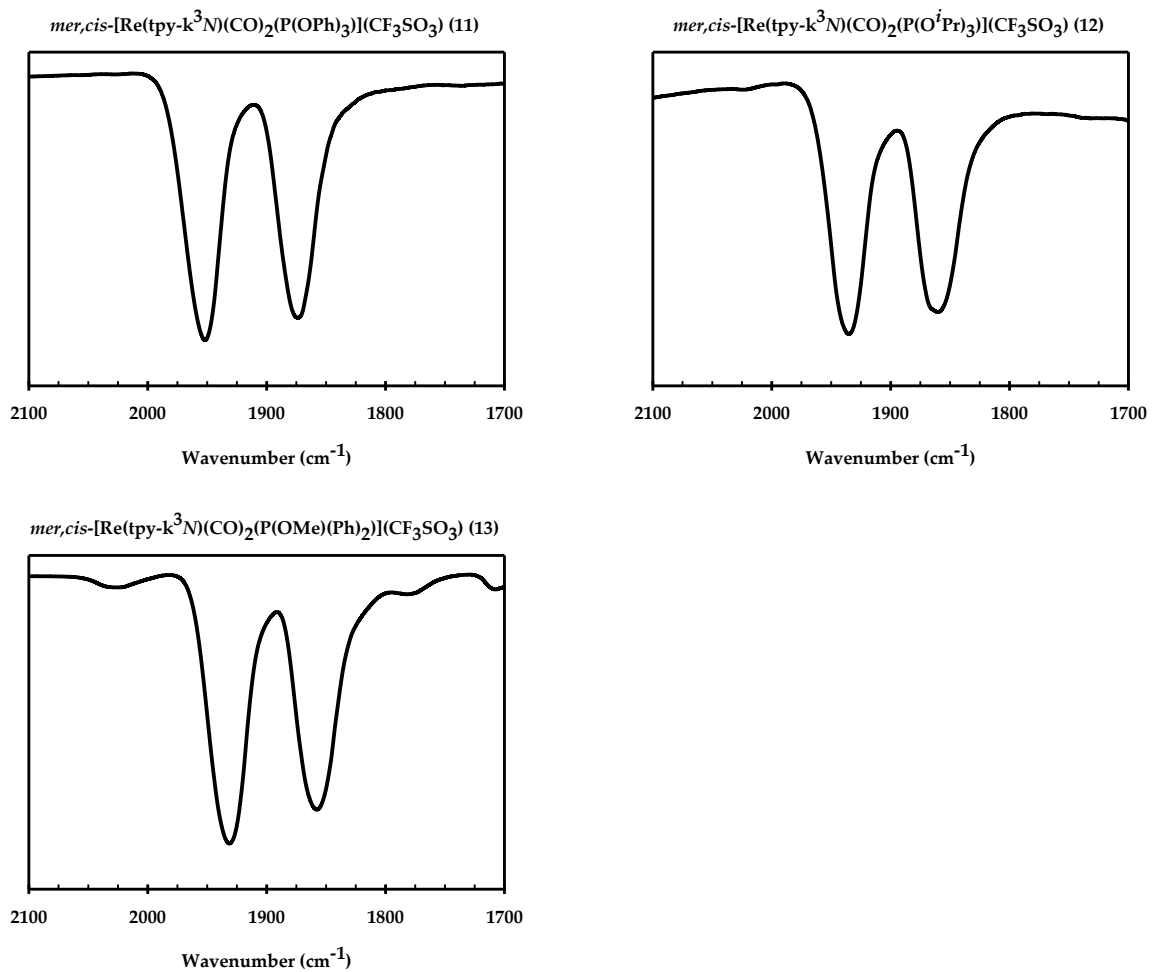 mer,cis-[Re(tpy-k³N)(CO)₂(P(OPh)₃)](CF₃SO₃) (11)
2100 2000 1900 1800 1700
Wavenumber (cm⁻¹)
mer,cis-[Re(tpy-k³N)(CO)₂(P(OⁱPr)₃)](CF₃SO₃) (12)
2100 2000 1900 1800 1700
Wavenumber (cm⁻¹)
mer,cis-[Re(tpy-k³N)(CO)₂(P(OMe)(Ph)₂)](CF₃SO₃) (13)
2100 2000 1900 1800 1700
Wavenumber (cm⁻¹)